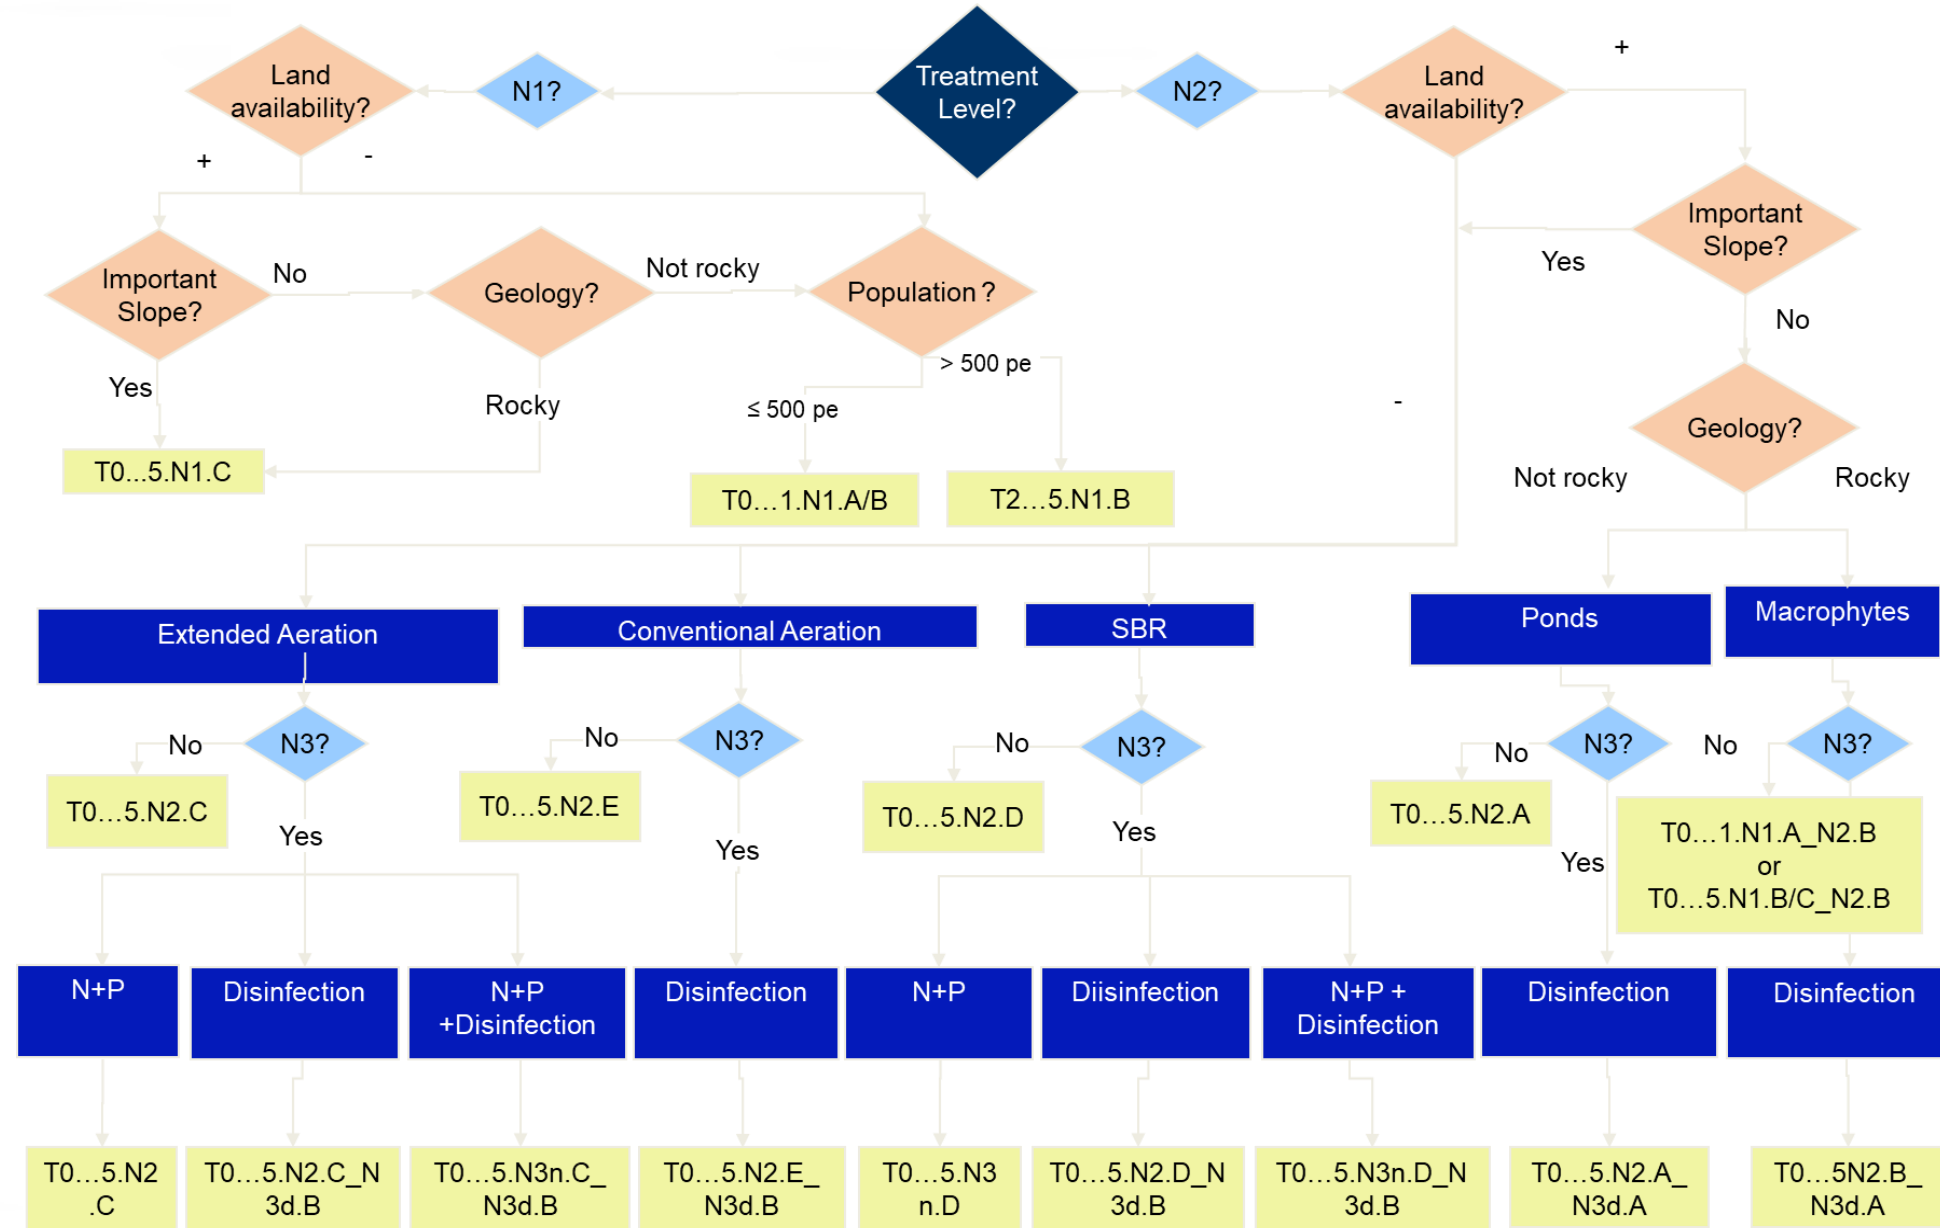 Land
availability?
N1?
Treatment
Level?
N2?
Land
availability?
+
+
-
Important
Slope?
No
Geology?
Not rocky
Population ?
Important
Slope?
Yes
No
Yes
Rocky
> 500 pe
≤ 500 pe
-
Geology?
Not rocky
Rocky
T0...5.N1.C
T0…1.N1.A/B
T2…5.N1.B
Extended Aeration
Conventional Aeration
SBR
Ponds
Macrophytes
No
N3?
No
N3?
No
N3?
No
N3?
No
N3?
T0…5.N2.C
T0…5.N2.E
T0…5.N2.D
T0…5.N2.A
T0…1.N1.A_N2.B
or
T0…5.N1.B/C_N2.B
Yes
Yes
Yes
Yes
N+P
Disinfection
N+P
+Disinfection
Disinfection
N+P
Diisinfection
N+P +
Disinfection
Disinfection
Disinfection
T0…5.N2
.C
T0…5.N2.C_N
3d.B
T0…5.N3n.C_
N3d.B
T0…5.N2.E_
N3d.B
T0…5.N3
n.D
T0…5.N2.D_N
3d.B
T0…5.N3n.D_N
3d.B
T0…5.N2.A_
N3d.A
T0…5N2.B_
N3d.A